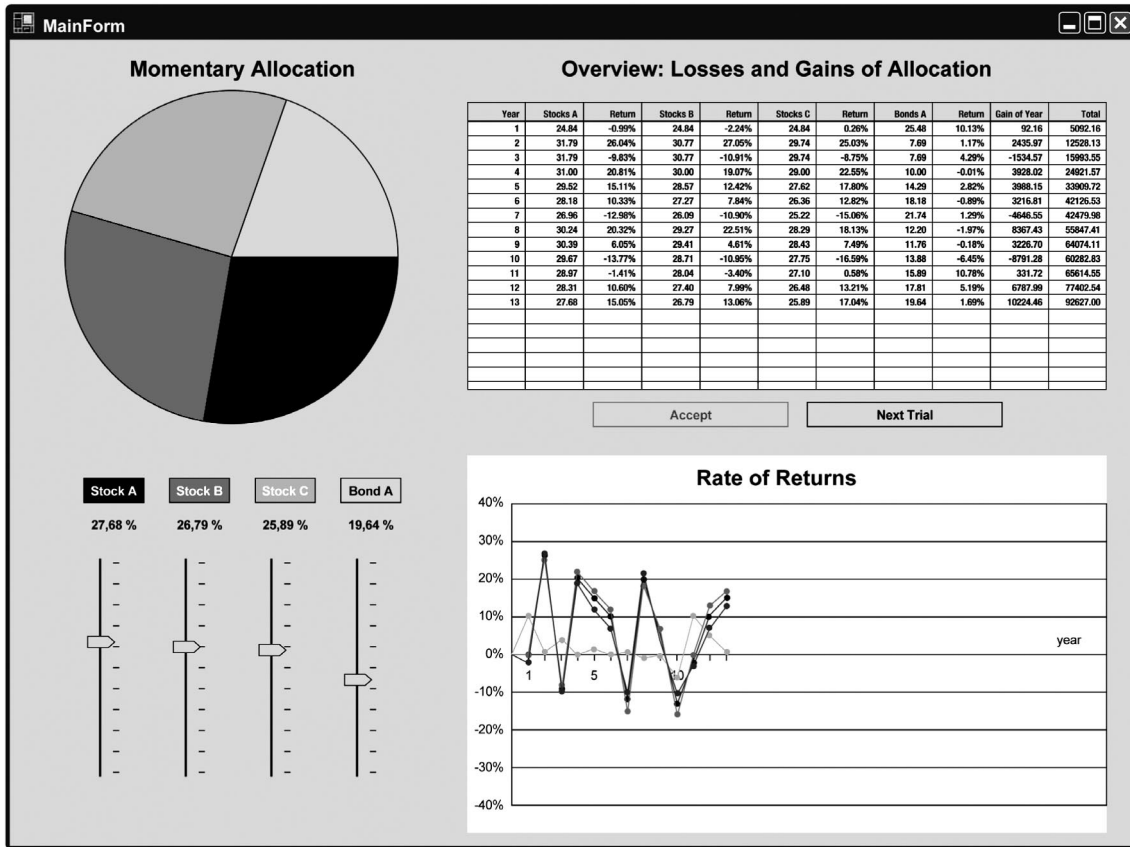 MainForm
Momentary Allocation
Overview: Losses and Gains of Allocation
Year Stocks A Return Stocks B Return Stocks C Return Bonds A Return Gain of Year Total
1 24.84 -0.99% 24.84 -2.24% 24.84 0.26% 25.48 10.13% 92.16 5092.16
2 31.79 26.04% 30.77 27.05% 29.74 25.03% 7.69 1.17% 2435.97 12528.13
3 31.79 -9.83% 30.77 -10.91% 29.74 -8.75% 7.69 4.29% -1534.57 15993.55
4 31.00 20.81% 30.00 19.07% 29.00 22.55% 10.00 -0.01% 3928.02 24921.57
5 29.52 15.11% 28.57 12.42% 27.62 17.80% 14.29 2.82% 3988.15 33909.72
6 28.18 10.33% 27.27 7.84% 26.36 12.82% 18.18 -0.89% 3216.81 42126.53
7 26.96 -12.98% 26.09 -10.90% 25.22 -15.06% 21.74 1.29% -4646.55 42479.98
8 30.24 20.32% 29.27 22.51% 28.29 18.13% 12.20 -1.97% 8367.43 55847.41
9 30.39 6.05% 29.41 4.61% 28.43 7.49% 11.76 -0.18% 3226.70 64074.11
10 29.67 -13.77% 28.71 -10.95% 27.75 -16.59% 13.88 -6.45% -8791.28 60282.83
11 28.97 -1.41% 28.04 -3.40% 27.10 0.58% 15.89 10.78% 331.72 65614.55
12 28.31 10.60% 27.40 7.99% 26.48 13.21% 17.81 5.19% 6787.99 77402.54
13 27.68 15.05% 26.79 13.06% 25.89 17.04% 19.64 1.69% 10224.46 92627.00
Accept Next Trial
Stock A Stock B Stock C Bond A
27,68 % 26,79 % 25,89 % 19,64 %
Rate of Returns
40%
30%
20%
10%
year
0%
1 5 10
-10%
-20%
-30%
-40%